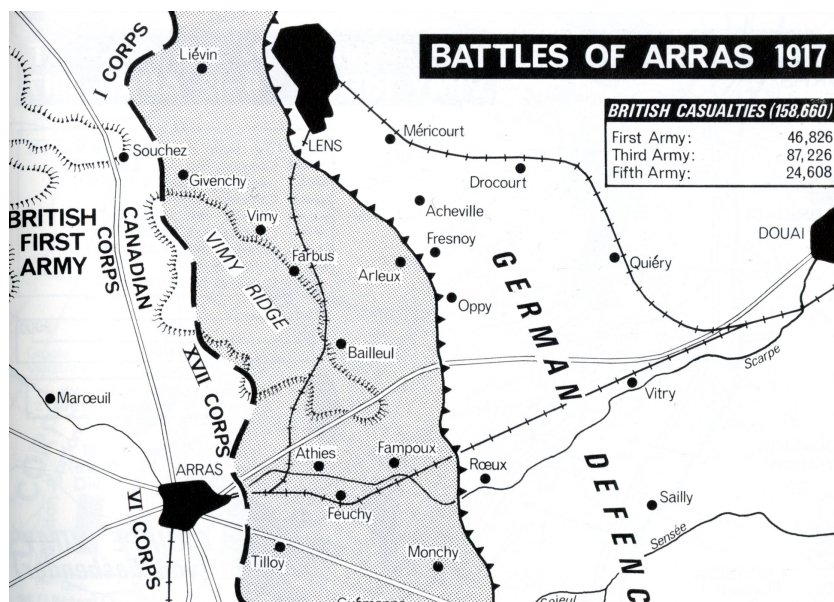 BATTLES OF ARRAS 1917
BRITISH CASUALTIES (158,660)
First Army: 46,826
Third Army: 87,226
Fifth Army: 24,608
I CORPS
Liévin
LENS
Méricourt
Souchez
Givenchy
Drocourt
BRITISH
FIRST
ARMY
CANADIAN
CORPS
Vimy
VIMY RIDGE
Farbus
Acheville
Fresnoy
Arleux
Oppy
DOUAI
Quiéry
GERMAN
Bailleul
XVII CORPS
Scarpe
Vitry
Marœuil
ARRAS
Athies
Fampoux
Rœux
Feuchy
VI CORPS
DEFENC
Sailly
Sensée
Tilloy
Monchy